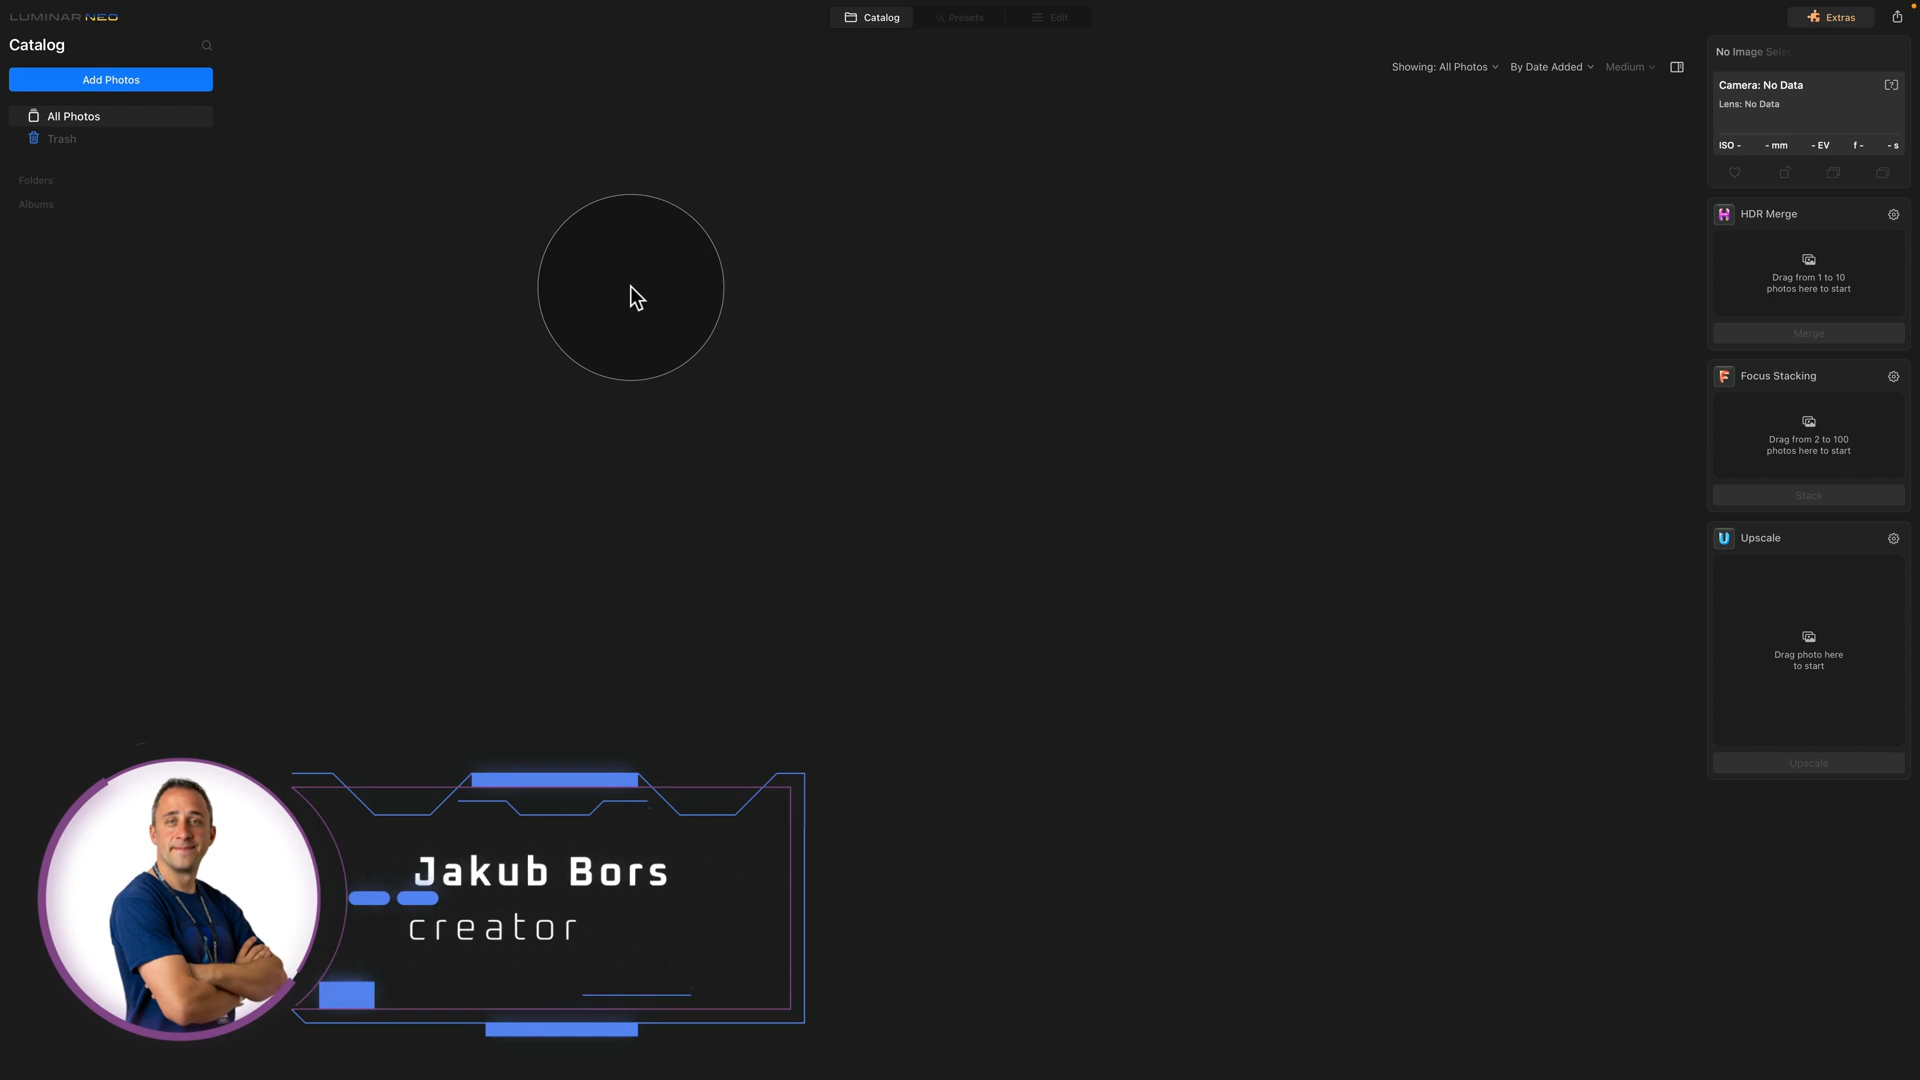 LUMINAR NEO
Catalog
Presets
Edit
Extras
Catalog
Add Photos
All Photos
Trash
Folders
Albums
Showing: All Photos
By Date Added
Medium
No Image Selec
Camera: No Data
Lens: No Data
ISO - - mm - EV f - - s
HDR Merge
Drag from 1 to 10
photos here to start
Merge
Focus Stacking
Drag from 2 to 100
photos here to start
Stack
Upscale
Drag photo here
to start
Upscale
Jakub Bors
creator